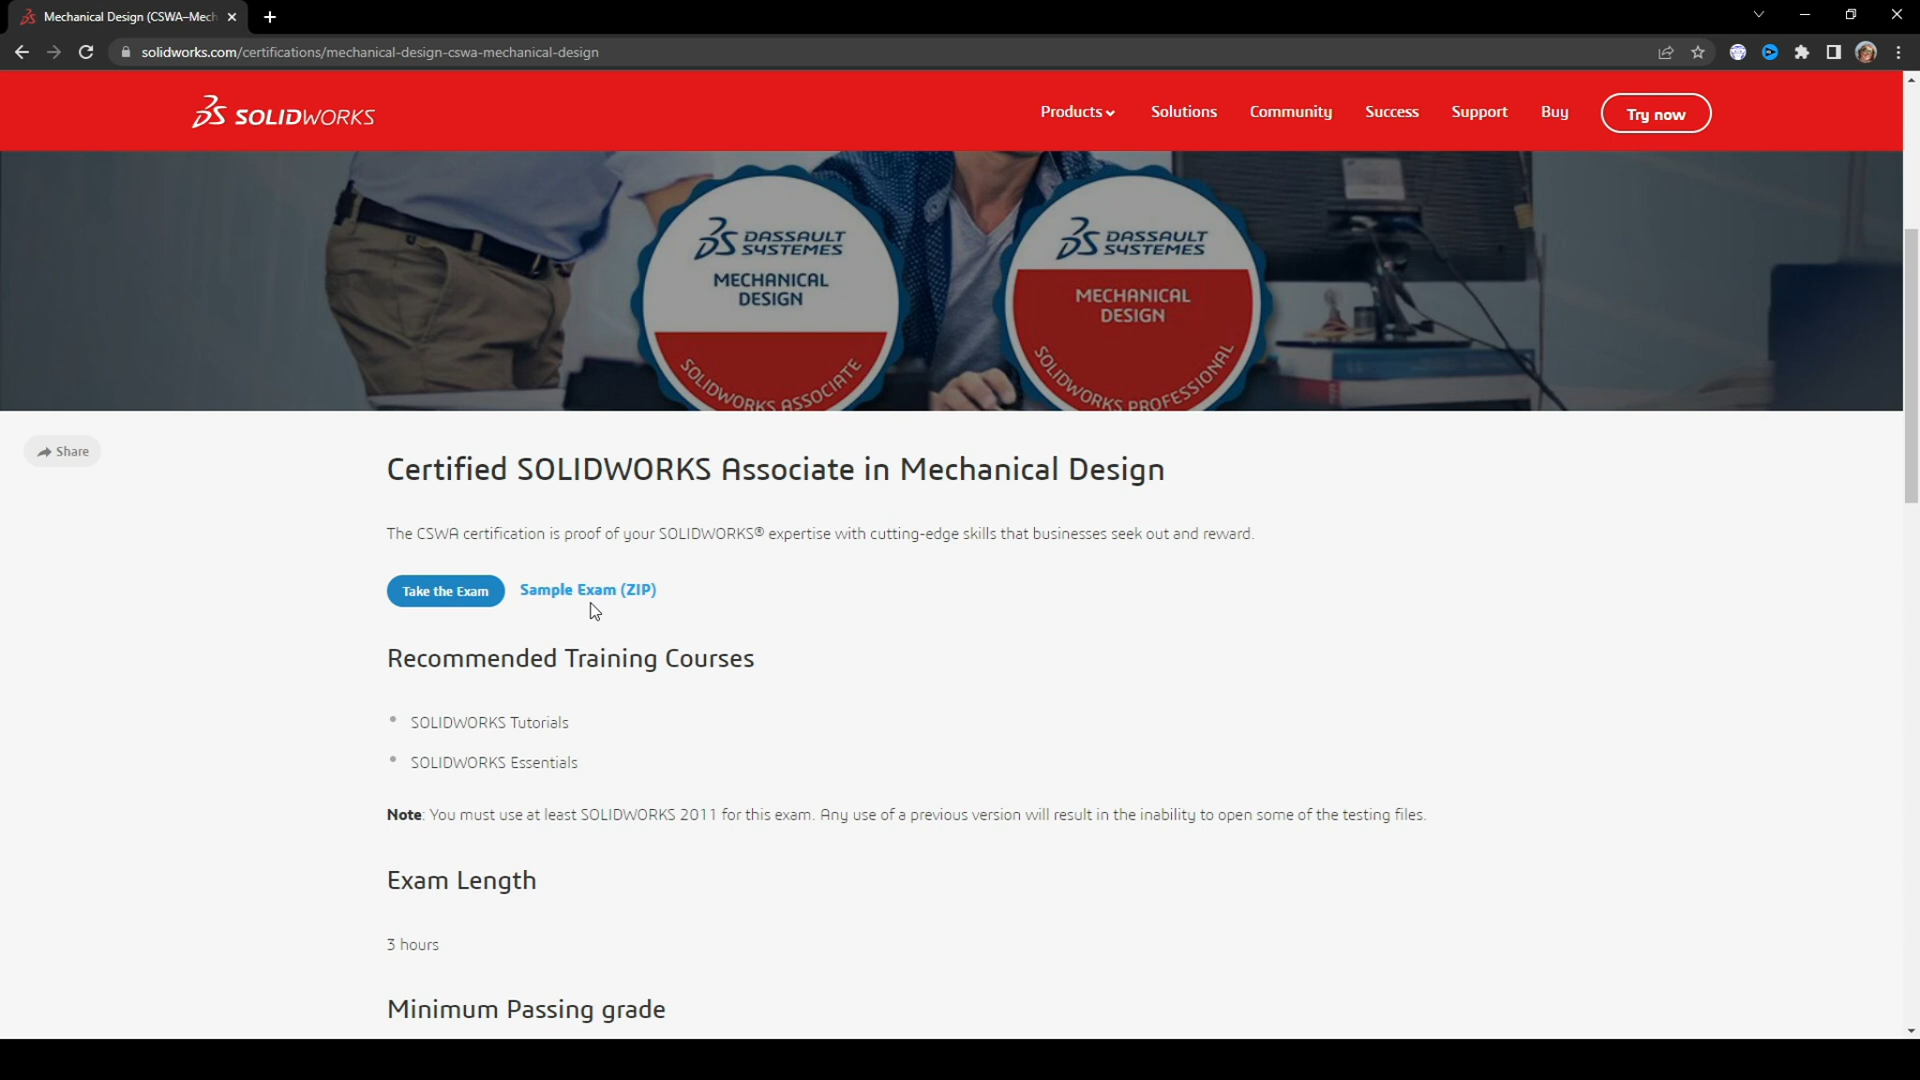 Mechanical Design (CSWA–Mech
solidworks.com/certifications/mechanical-design-cswa-mechanical-design
SOLIDWORKS
Products
Solutions
Community
Success
Support
Buy
Try now
DASSAULT
SYSTEMES
MECHANICAL
DESIGN
SOLIDWORKS ASSOCIATE
DASSAULT
SYSTEMES
MECHANICAL
DESIGN
SOLIDWORKS PROFESSIONAL
Share
Certified SOLIDWORKS Associate in Mechanical Design
The CSWA certification is proof of your SOLIDWORKS® expertise with cutting-edge skills that businesses seek out and reward.
Take the Exam
Sample Exam (ZIP)
Recommended Training Courses
SOLIDWORKS Tutorials
SOLIDWORKS Essentials
Note: You must use at least SOLIDWORKS 2011 for this exam. Any use of a previous version will result in the inability to open some of the testing files.
Exam Length
3 hours
Minimum Passing grade